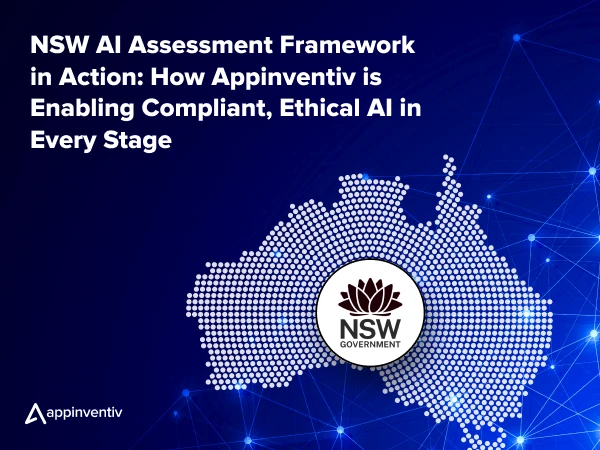 NSW AI Assessment Framework
in Action: How Appinventiv is
Enabling Compliant, Ethical AI in
Every Stage
NSW
GOVERNMENT
appinventiv